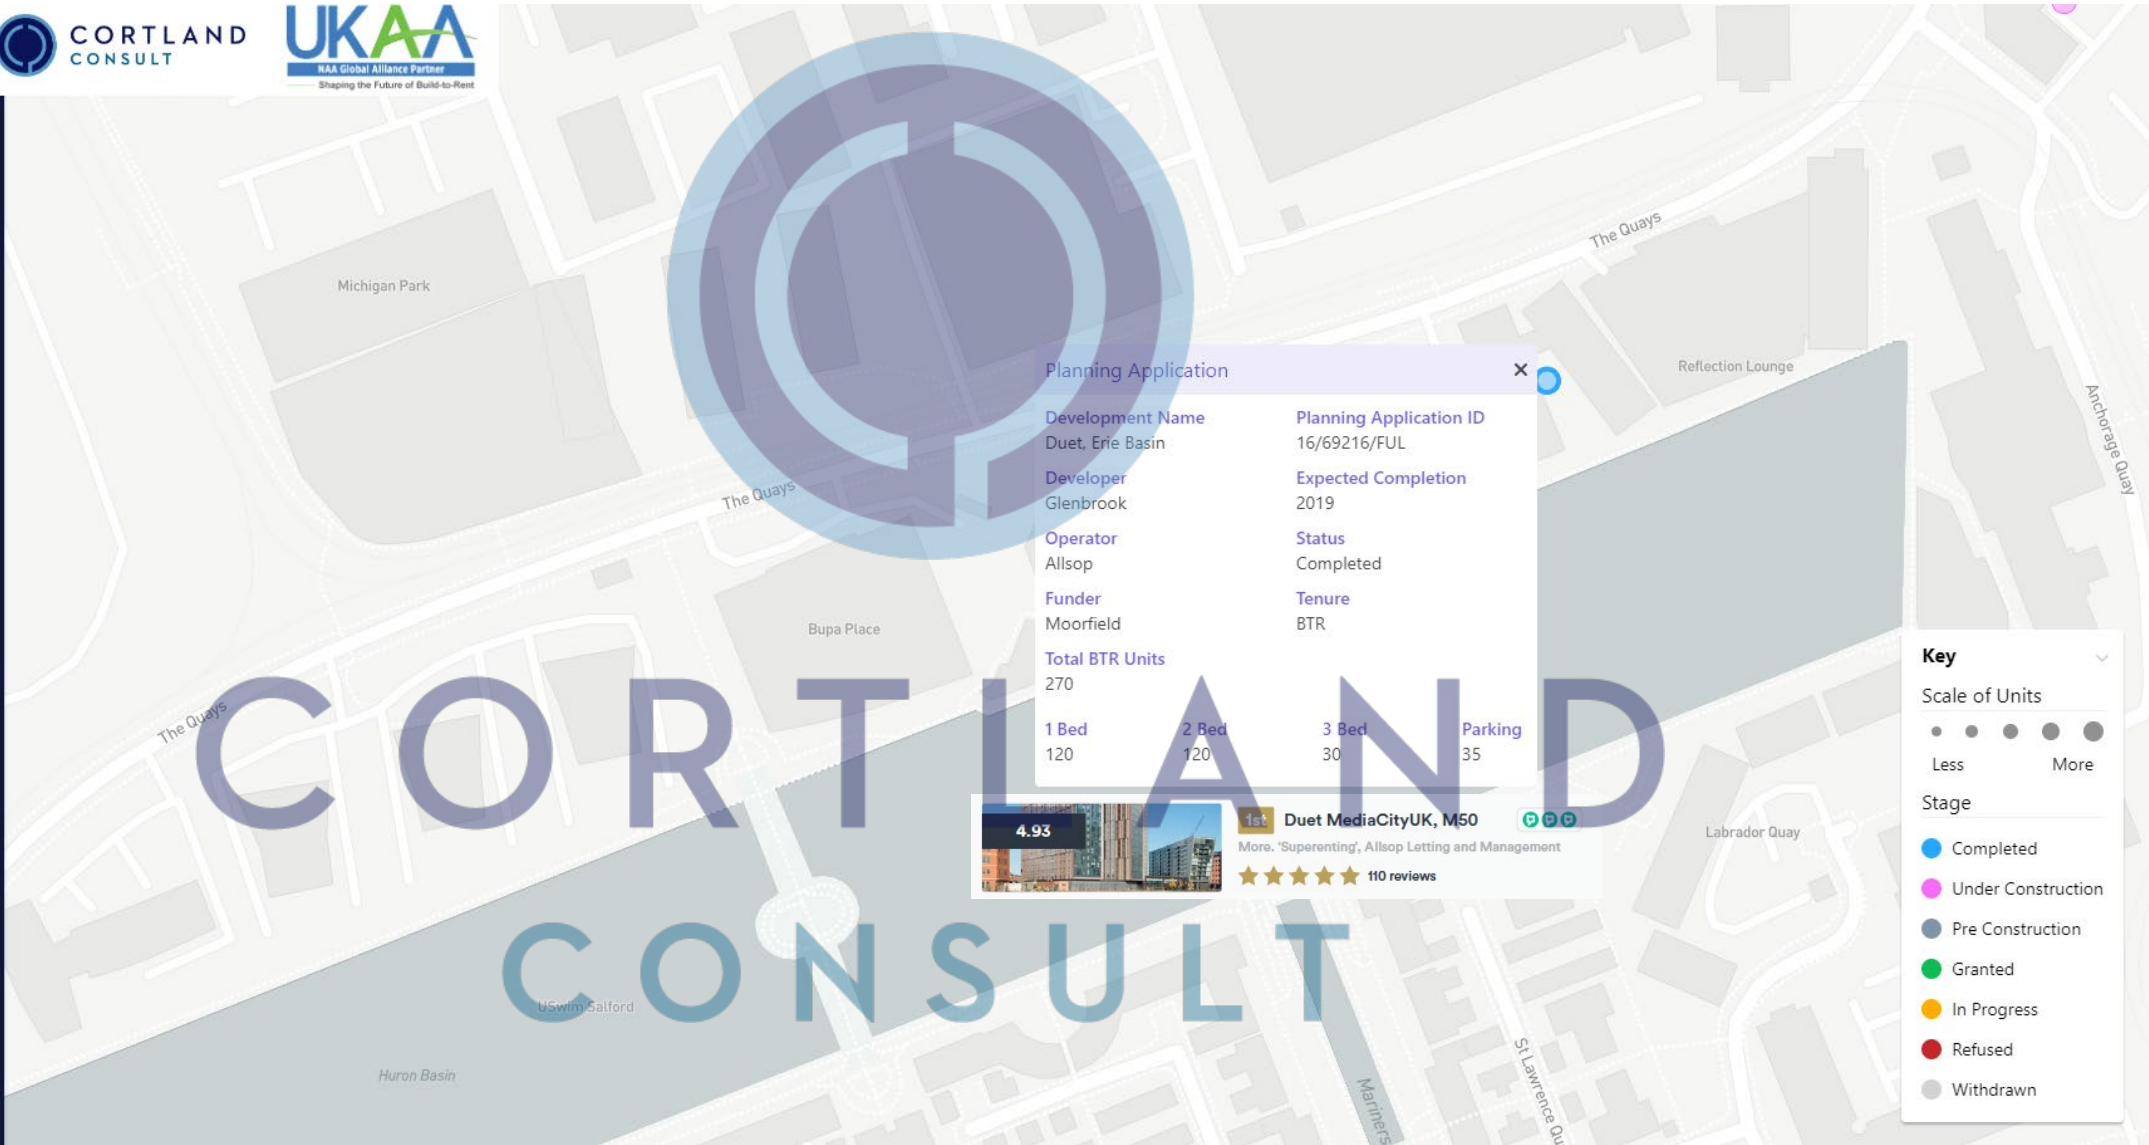 CORTLAND
CONSULT
UKAA
NAA Global Alliance Partner
Shaping the Future of Build-to-Rent
Michigan Park
The Quays
Reflection Lounge
Anchorage Quay
Planning Application ×
Development Name Planning Application ID
Duet, Erie Basin 16/69216/FUL
Developer Expected Completion
Glenbrook 2019
Operator Status
Allsop Completed
Funder Tenure
Moorfield BTR
Total BTR Units
270
1 Bed 2 Bed 3 Bed Parking
120 120 30 35
The Quays
Bupa Place
The Quays
CORTLAND
CONSULT
4.93
1st Duet MediaCityUK, M50
More. 'Superenting', Allsop Letting and Management
110 reviews
Labrador Quay
USwim Salford
Huron Basin
Mariners
St Lawrence Qu
Key
Scale of Units
Less More
Stage
Completed
Under Construction
Pre Construction
Granted
In Progress
Refused
Withdrawn